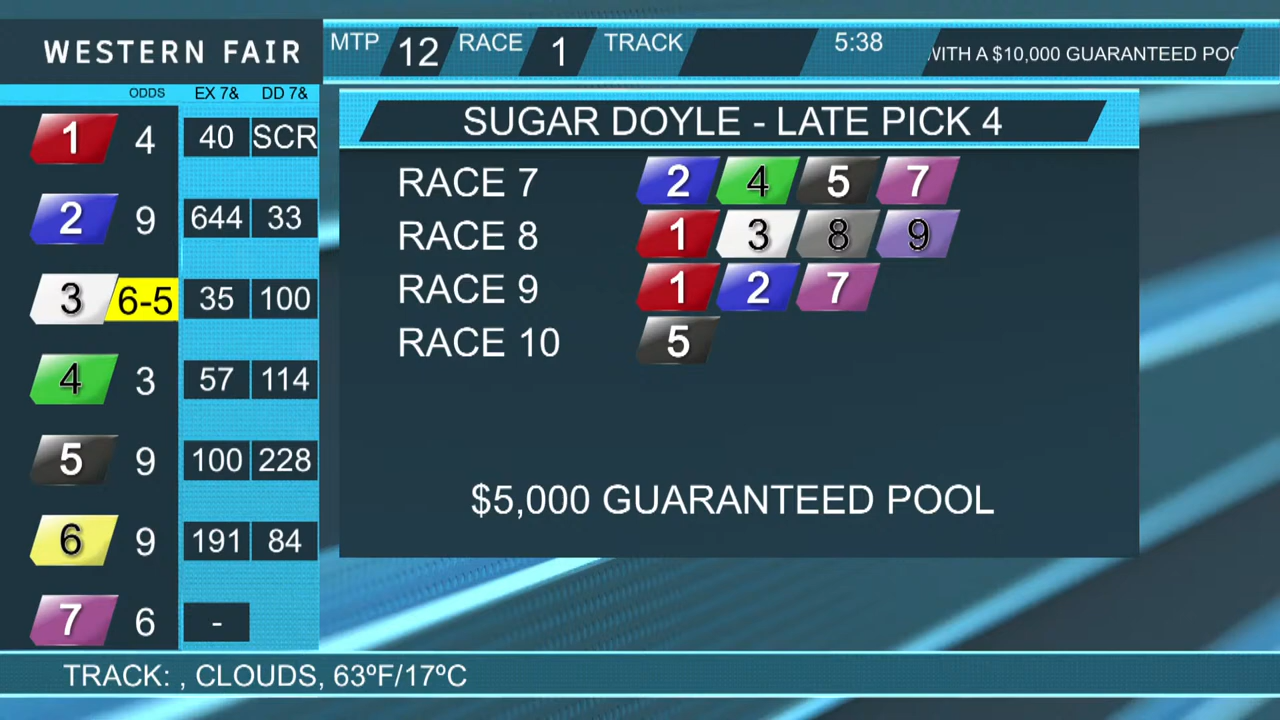 WESTERN FAIR
MTP 12 RACE 1 TRACK 5:38 WITH A $10,000 GUARANTEED
ODDS EX 7& DD 7&
1 4 40 SCR
2 9 644 33
3 6-5 35 100
4 3 57 114
5 9 100 228
6 9 191 84
7 6 -
SUGAR DOYLE - LATE PICK 4
RACE 7 2 4 5 7
RACE 8 1 3 8 9
RACE 9 1 2 7
RACE 10 5
$5,000 GUARANTEED POOL
TRACK: , CLOUDS, 63ºF/17ºC